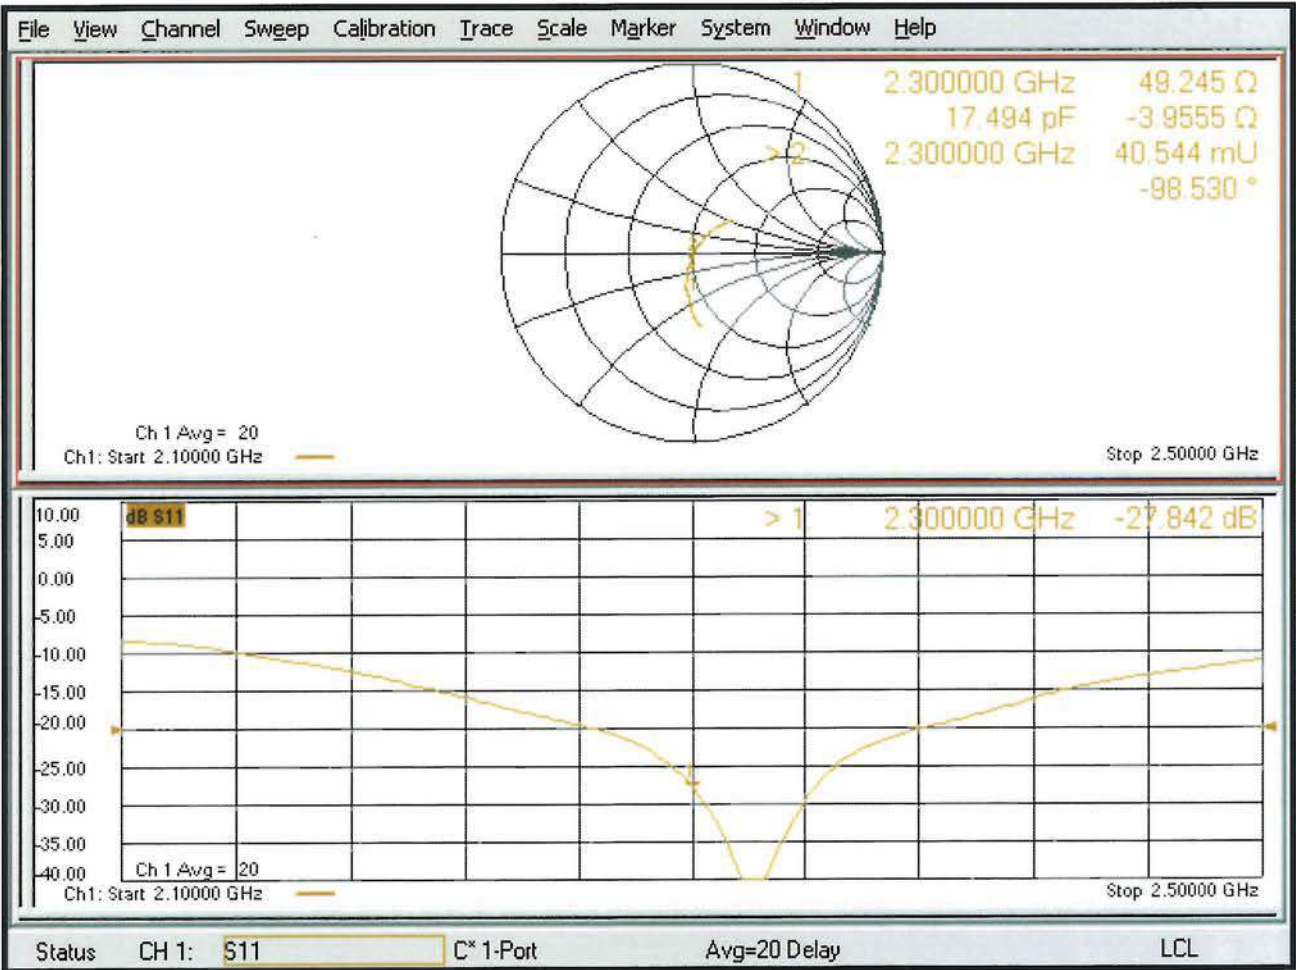 File View Channel Sweep Calibration Trace Scale Marker System Window Help
1 2.300000 GHz 49.245 Ω
17.494 pF -3.9555 Ω
> 2 2.300000 GHz 40.544 mU
-98.530 °
Ch 1 Avg = 20
Ch1: Start 2.10000 GHz
Stop 2.50000 GHz
10.00 dB S11 > 1 2.300000 GHz -27.842 dB
5.00
0.00
-5.00
-10.00
-15.00
-20.00
-25.00
-30.00
-35.00
-40.00
Ch 1 Avg = 20
Ch1: Start 2.10000 GHz
Stop 2.50000 GHz
Status CH 1: S11 C* 1-Port Avg=20 Delay LCL